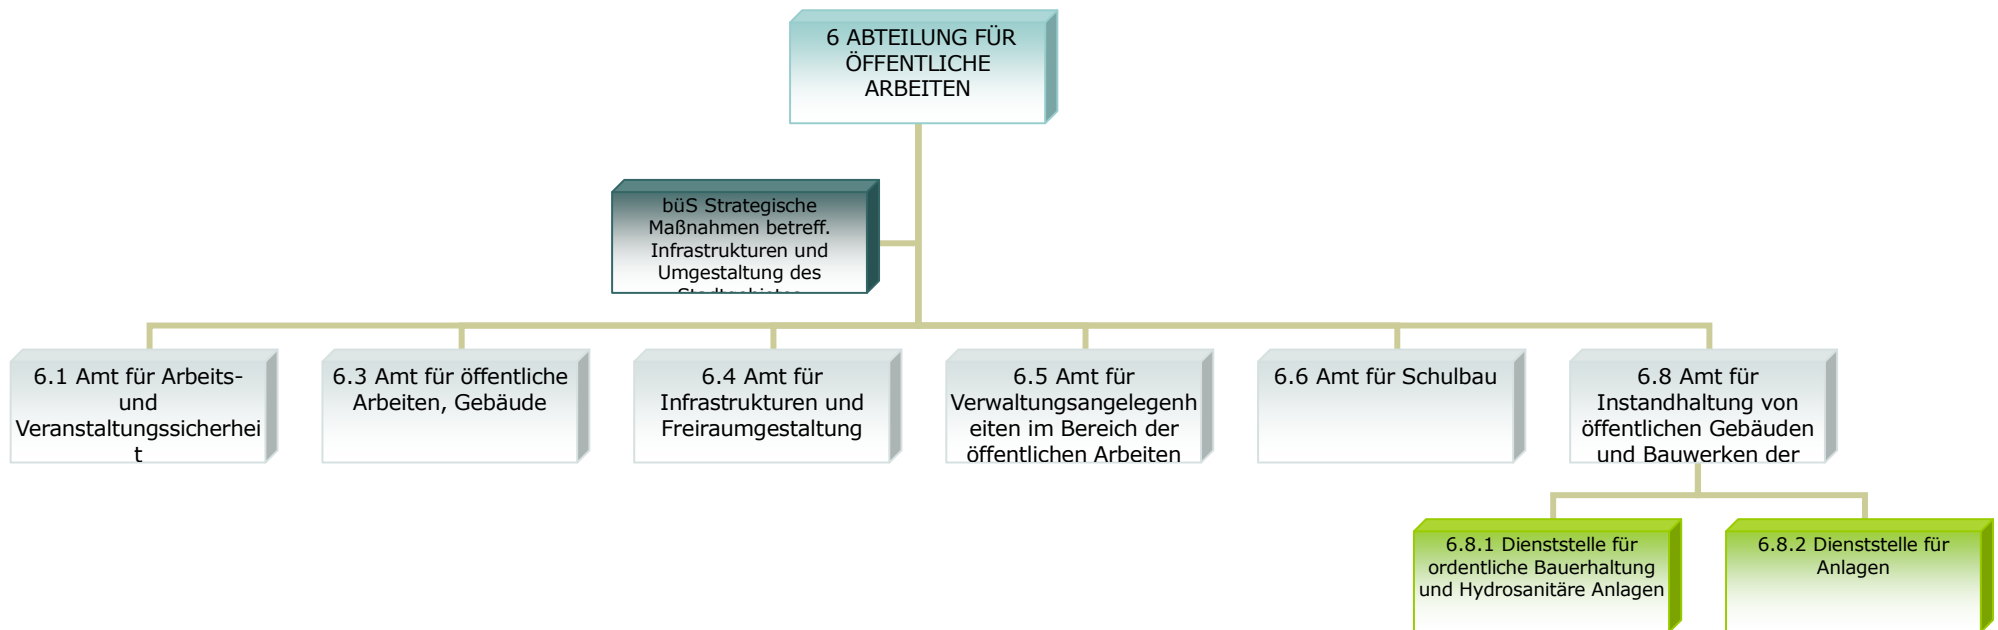 6 ABTEILUNG FÜR
ÖFFENTLICHE
ARBEITEN
büS Strategische
Maßnahmen betreff.
Infrastrukturen und
Umgestaltung des
Stadtgebietes
6.1 Amt für Arbeits-
und
Veranstaltungssicherhei
t
6.3 Amt für öffentliche
Arbeiten, Gebäude
6.4 Amt für
Infrastrukturen und
Freiraumgestaltung
6.5 Amt für
Verwaltungsangelegenh
eiten im Bereich der
öffentlichen Arbeiten
6.6 Amt für Schulbau
6.8 Amt für
Instandhaltung von
öffentlichen Gebäuden
und Bauwerken der
6.8.1 Dienststelle für
ordentliche Bauerhaltung
und Hydrosanitäre Anlagen
6.8.2 Dienststelle für
Anlagen